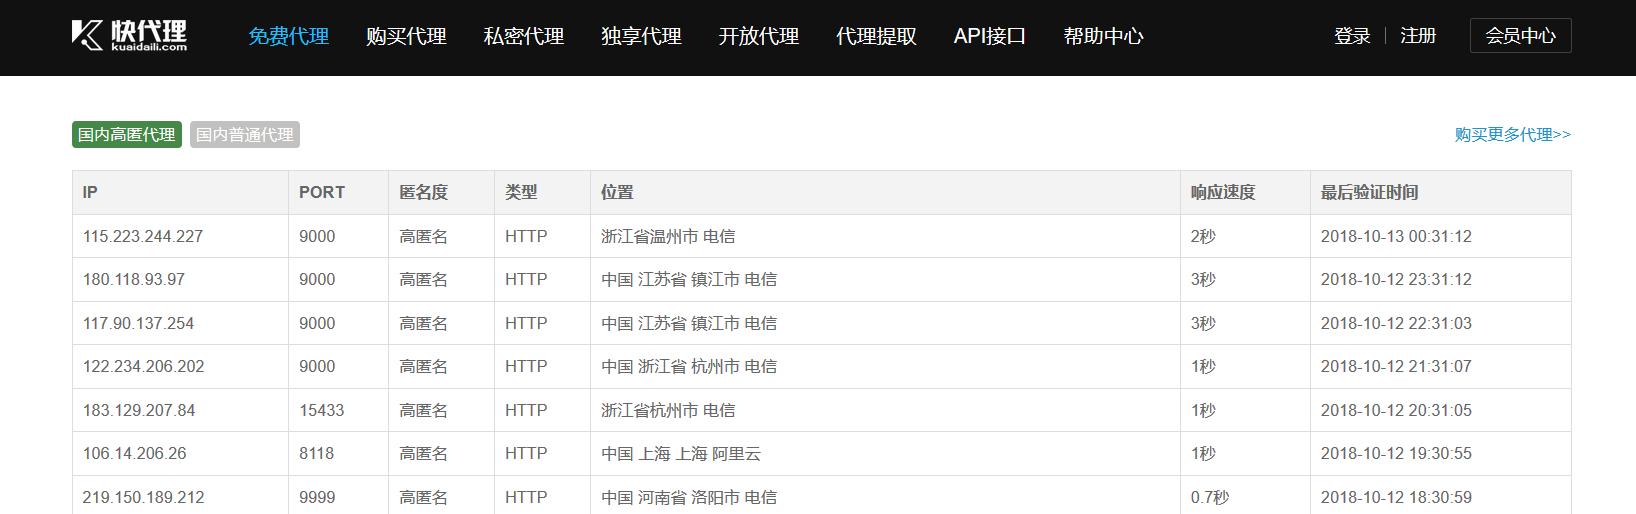 快代理 免费代理 购买代理 私密代理 独享代理 开放代理 代理提取 API接口 帮助中心 登录 注册 会员中心
kuaidaili.com
国内高匿代理 国内普通代理 购买更多代理>>
IP PORT 匿名度 类型 位置 响应速度 最后验证时间
115.223.244.227 9000 高匿名 HTTP 浙江省温州市 电信 2秒 2018-10-13 00:31:12
180.118.93.97 9000 高匿名 HTTP 中国 江苏省 镇江市 电信 3秒 2018-10-12 23:31:12
117.90.137.254 9000 高匿名 HTTP 中国 江苏省 镇江市 电信 3秒 2018-10-12 22:31:03
122.234.206.202 9000 高匿名 HTTP 中国 浙江省 杭州市 电信 1秒 2018-10-12 21:31:07
183.129.207.84 15433 高匿名 HTTP 浙江省杭州市 电信 1秒 2018-10-12 20:31:05
106.14.206.26 8118 高匿名 HTTP 中国 上海 上海 阿里云 1秒 2018-10-12 19:30:55
219.150.189.212 9999 高匿名 HTTP 中国 河南省 洛阳市 电信 0.7秒 2018-10-12 18:30:59